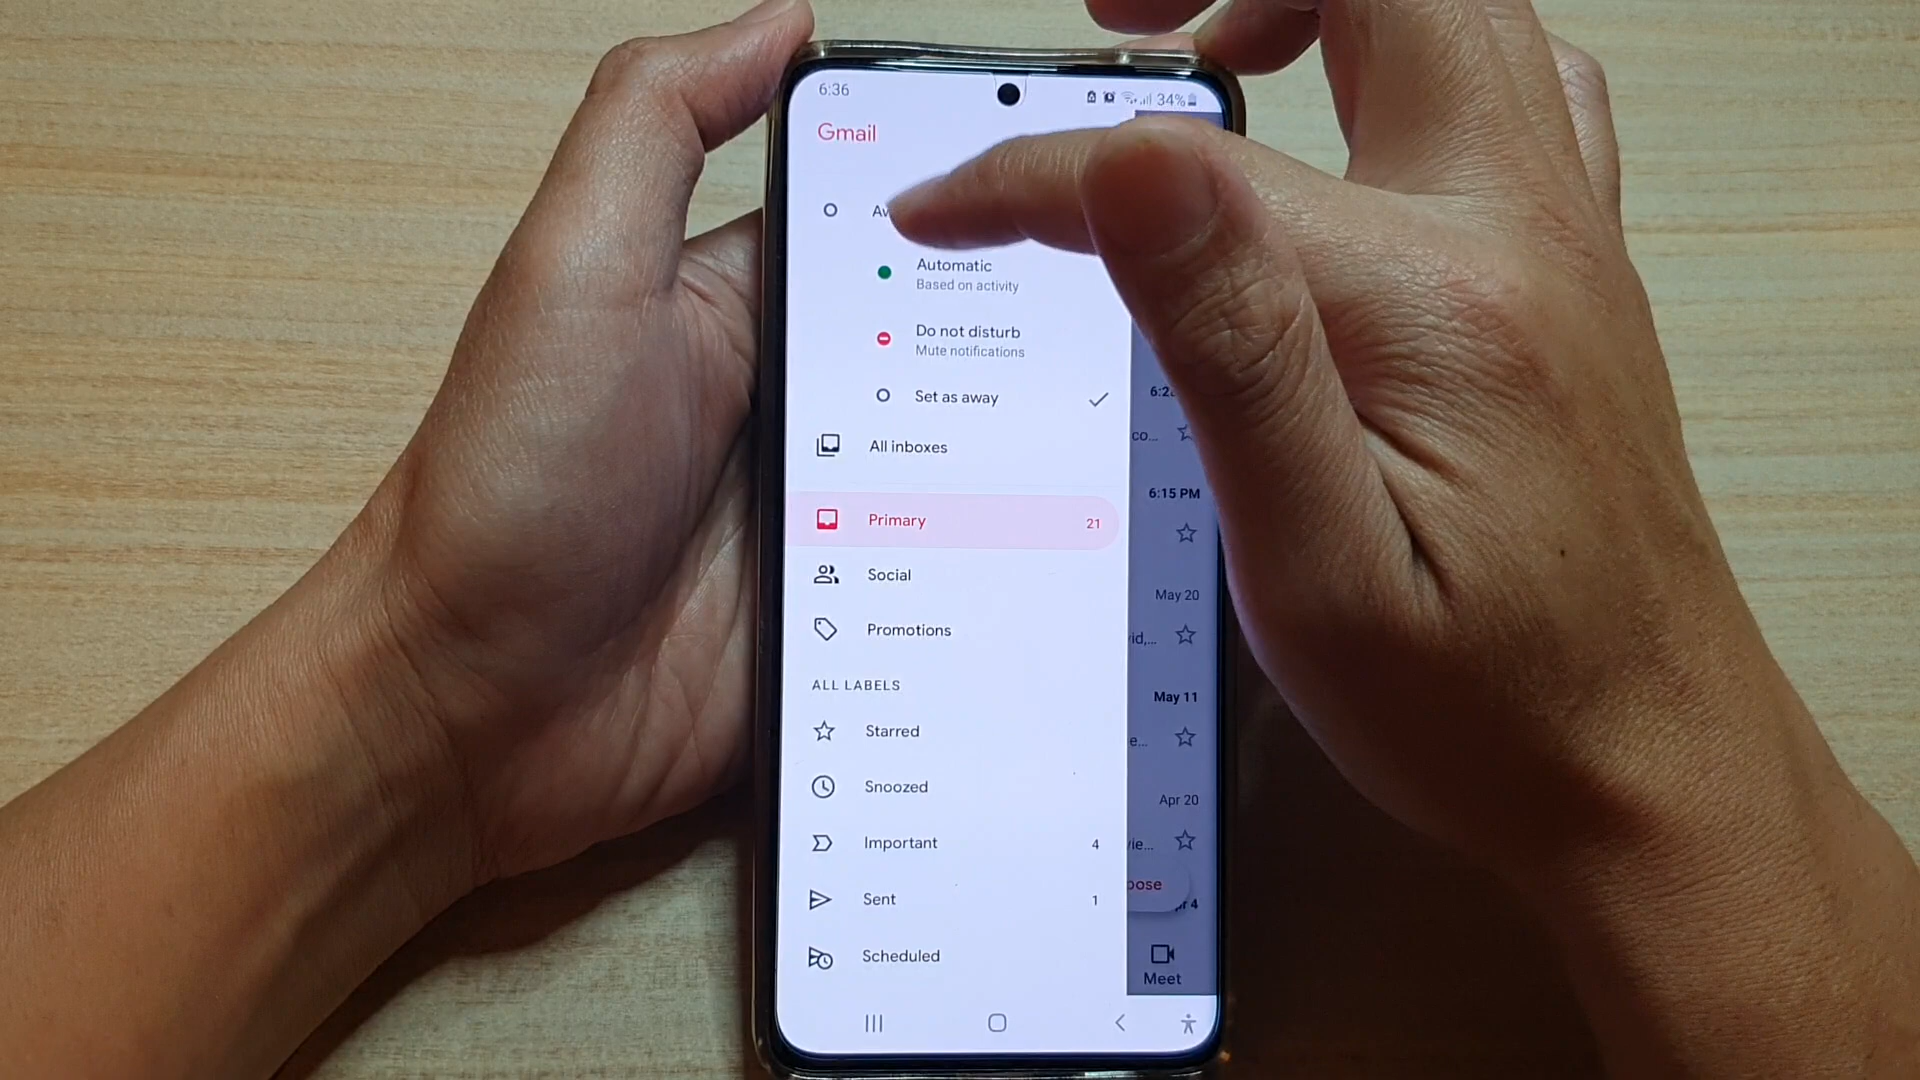 6:36
34%
Gmail
Automatic
Based on activity
Do not disturb
Mute notifications
Set as away
All inboxes
co...
Primary 21
6:15 PM
Social
May 20
Promotions
ALL LABELS
May 11
Starred
e...
Snoozed
Apr 20
Important 4
Sent 1
Scheduled
Meet